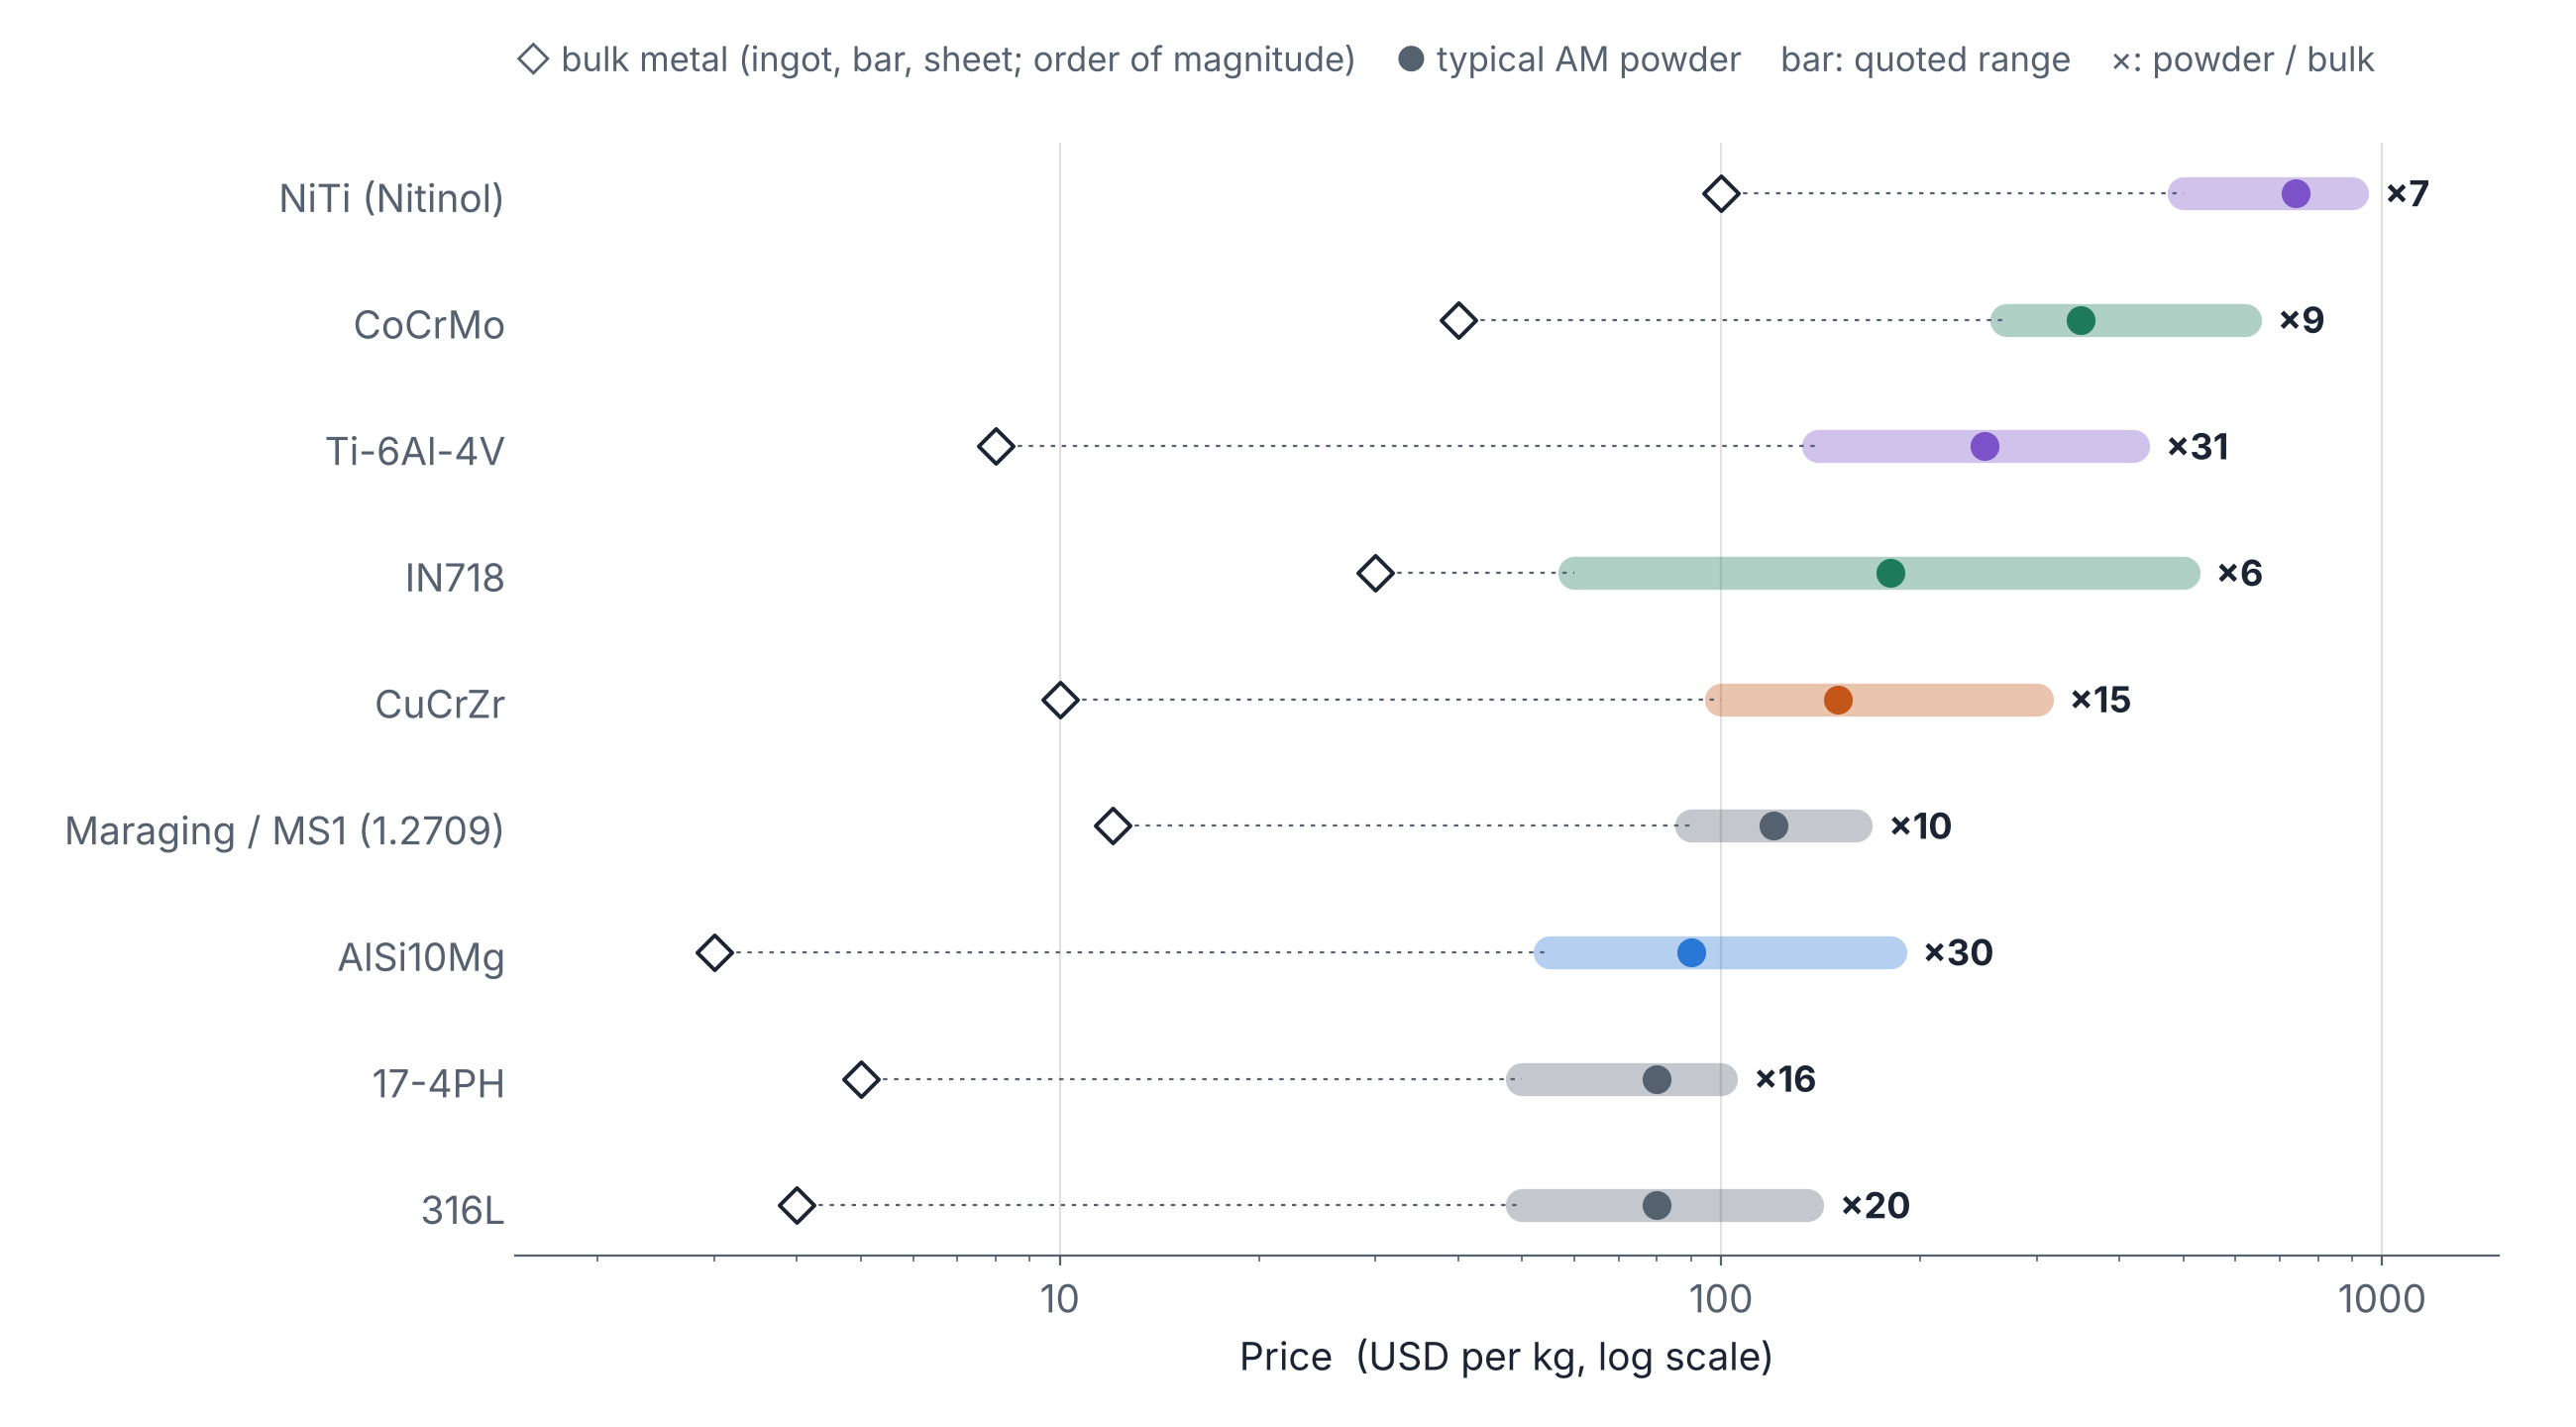 bulk metal (ingot, bar, sheet; order of magnitude) typical AM powder bar: quoted range ×: powder / bulk
NiTi (Nitinol) ×7
CoCrMo ×9
Ti-6Al-4V ×31
IN718 ×6
CuCrZr ×15
Maraging / MS1 (1.2709) ×10
AlSi10Mg ×30
17-4PH ×16
316L ×20
10 100 1000
Price (USD per kg, log scale)